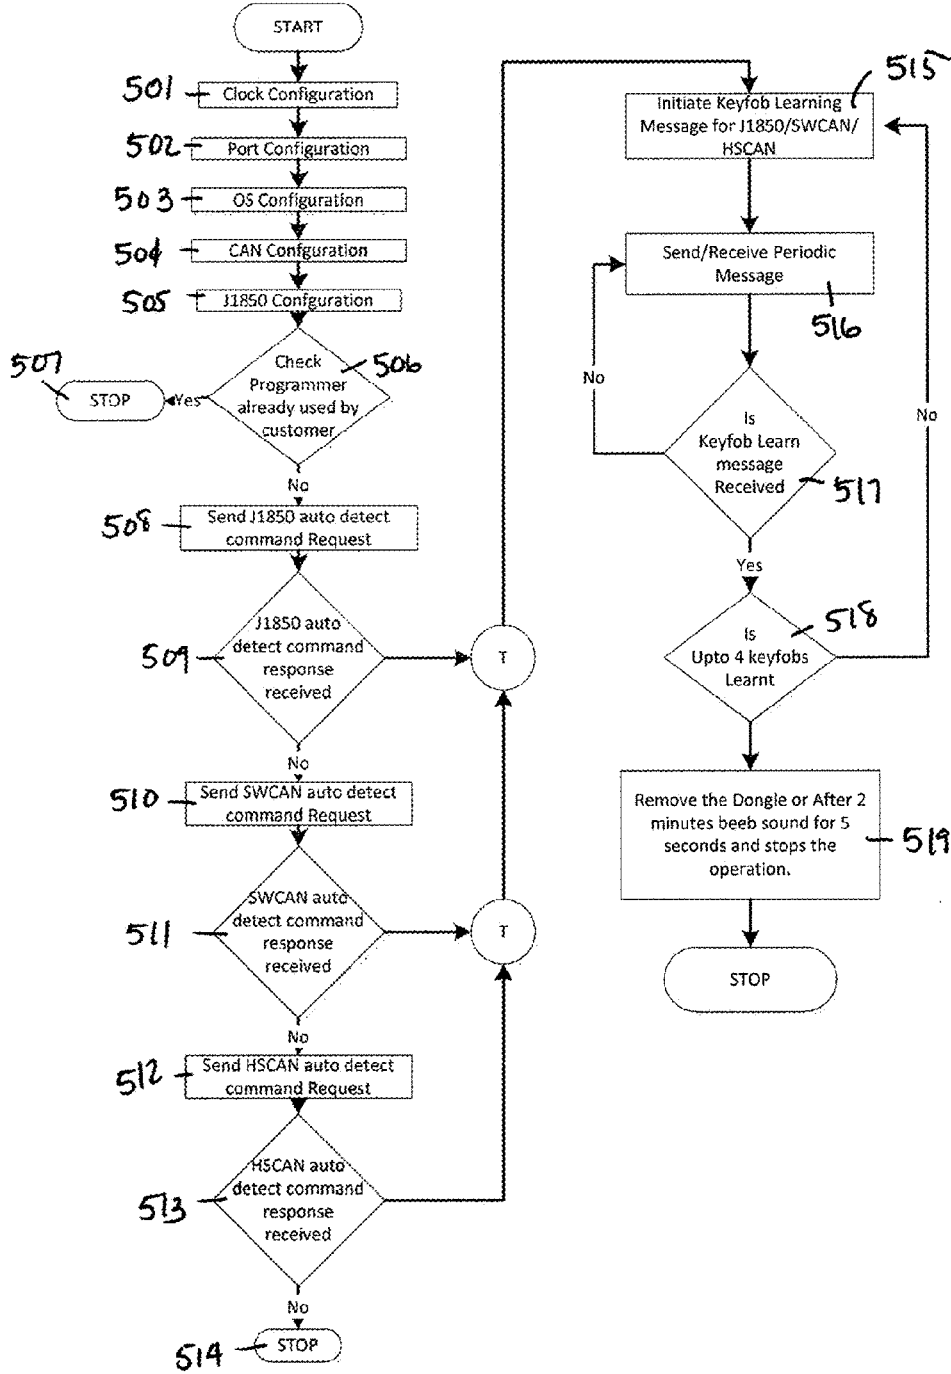 START
501
Clock Configuration
502
Port Configuration
503
OS Configuration
504
CAN Confguration
505
J1850 Confguration
506
Check
Programmer
already used by
customer
Yes
507
STOP
No
508
Send J1850 auto detect
command Request
509
J1850 auto
detect command
response
received
T
No
510
Send SWCAN auto detect
command Request
511
SWCAN auto
detect command
response
received
T
No
512
Send HSCAN auto detect
command Request
513
HSCAN auto
detect command
response
received
No
514
STOP
515
Initiate Keyfob Learning
Message for J1850/SWCAN/
HSCAN
Send/Receive Periodic
Message
516
No
Is
Keyfob Learn
message
Received
517
No
Yes
518
Is
Upto 4 keyfobs
Learnt
Remove the Dongle or After 2
minutes beeb sound for 5
seconds and stops the
operation.
519
STOP